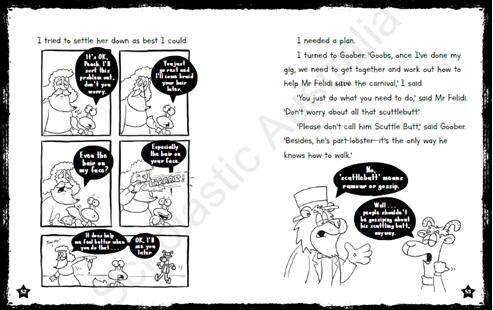 I tried to settle her down as best I could.
It's OK,
Peach. I'll
sort this
problem out,
don't you
worry.
You just
go rest and
I'll come braid
your hair
later.
Even the
hair on
my face?
Especially
the hair on
your face.
It does help
me feel better when
you do that . . .
OK, I'll
see you
later
52
I needed a plan.
I turned to Goober. 'Goobs, once I've done my
gig, we need to get together and work out how to
help Mr Felidi save the carnival,' I said.
'You just do what you need to do,' said Mr Felidi.
'Don't worry about all that scuttlebutt!'
'Please don't call him Scuttle Butt,' said Goober.
'Besides, he's part-lobster – it's the only way he
knows how to walk.'
No,
'scuttlebutt' means
rumour or gossip.
Well . . .
people shouldn't
be gossiping about
his scuttling butt,
anyway.
53
Scholastic Australia